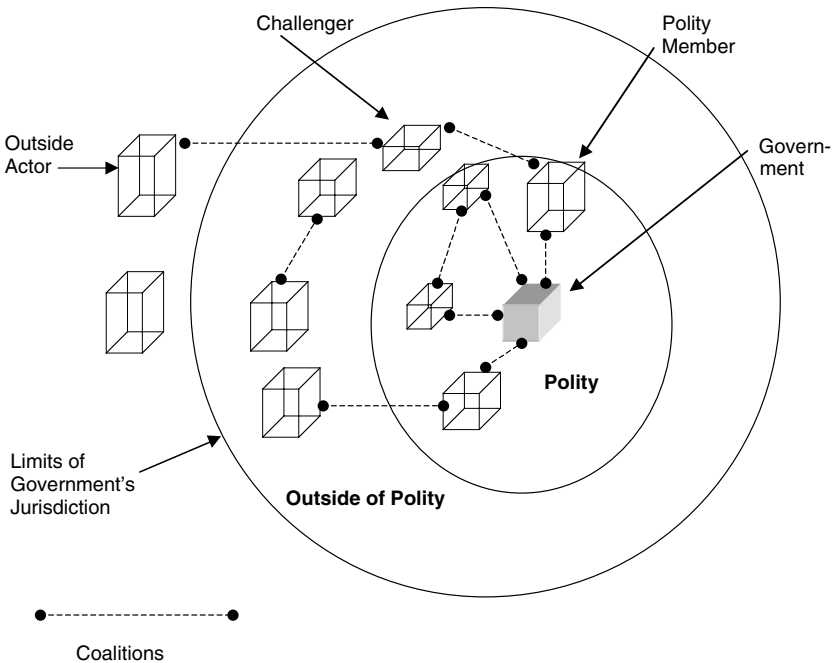 Challenger
Polity
Member
Outside
Actor
Govern-
ment
Polity
Limits of
Government's
Jurisdiction
Outside of Polity
Coalitions